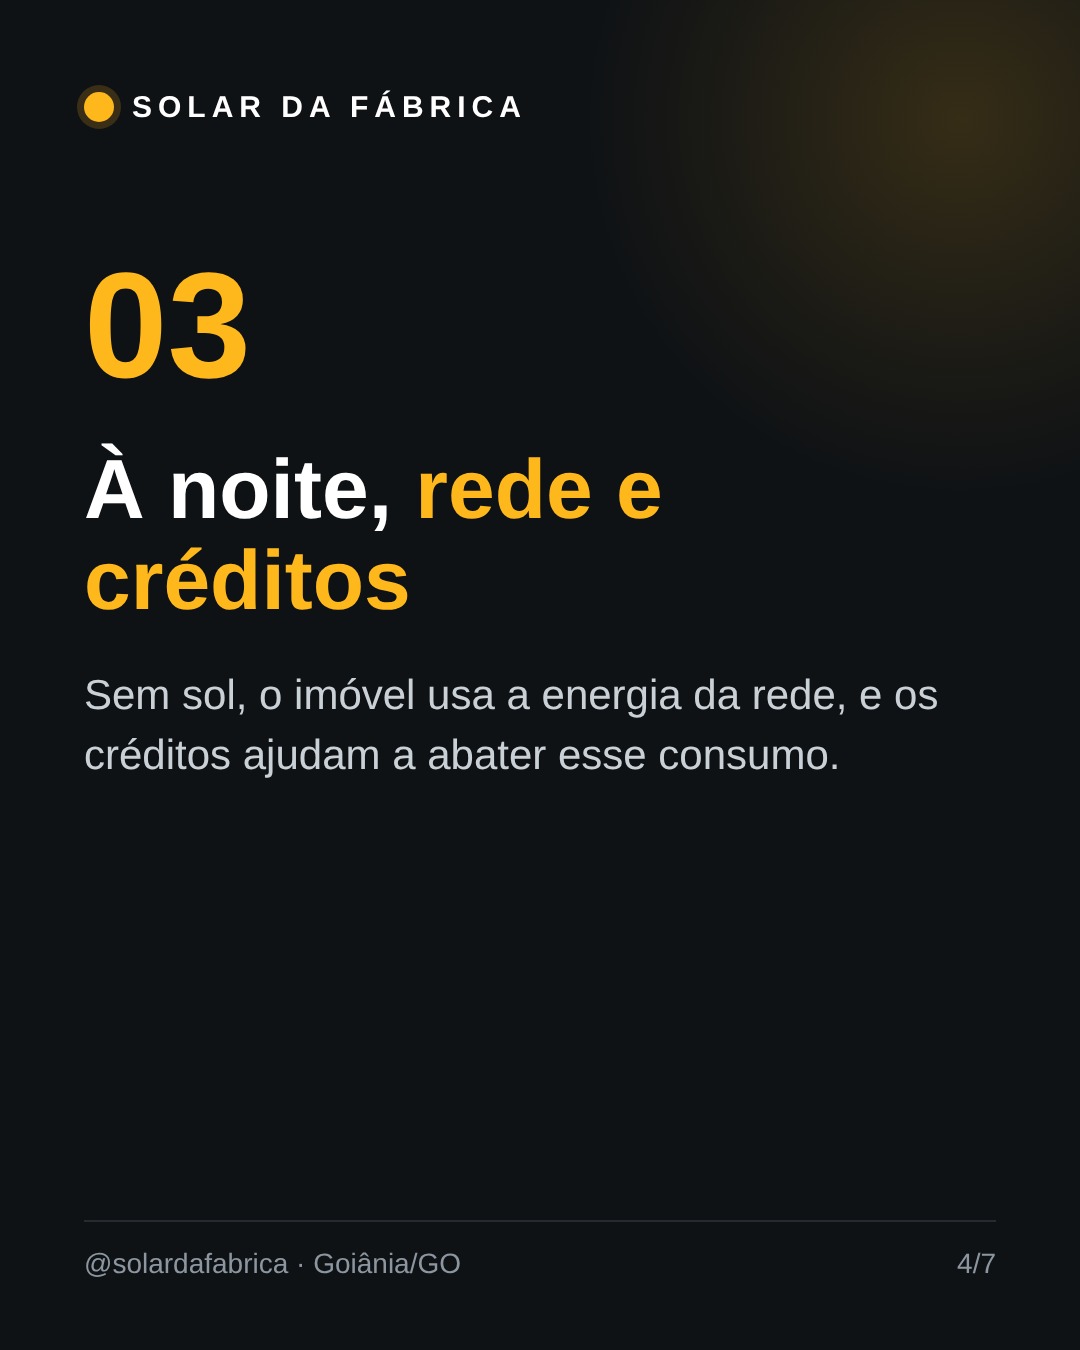 SOLAR DA FÁBRICA
03
À noite, rede e
créditos
Sem sol, o imóvel usa a energia da rede, e os
créditos ajudam a abater esse consumo.
@solardafabrica · Goiânia/GO
4/7